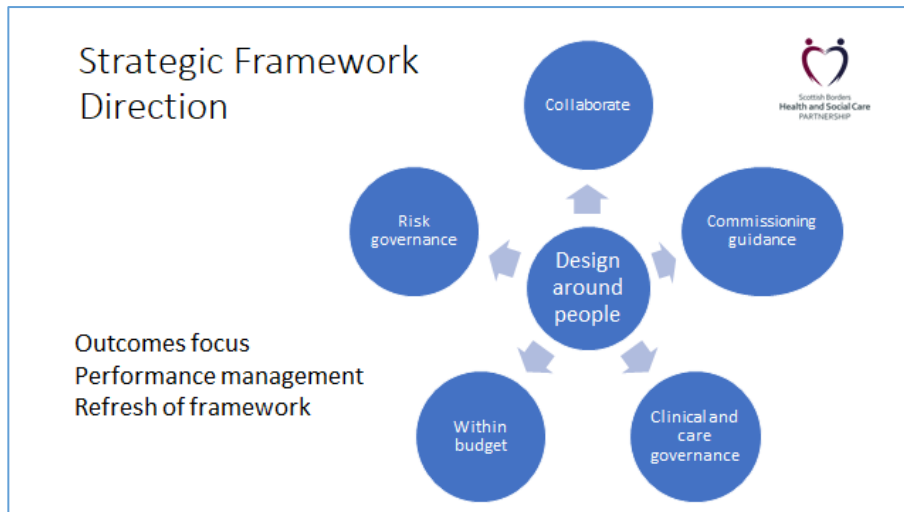 Strategic Framework
Direction
Scottish Borders
Health and Social Care
PARTNERSHIP
Collaborate
Risk
governance
Commissioning
guidance
Design
around
people
Outcomes focus
Performance management
Refresh of framework
Within
budget
Clinical and
care
governance